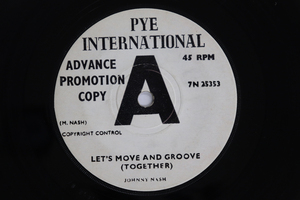 PYE
INTERNATIONAL
ADVANCE
PROMOTION
COPY
A
45 RPM
7N 25353
(M. NASH)
COPYRIGHT CONTROL
LET'S MOVE AND GROOVE
(TOGETHER)
JOHNNY NASH